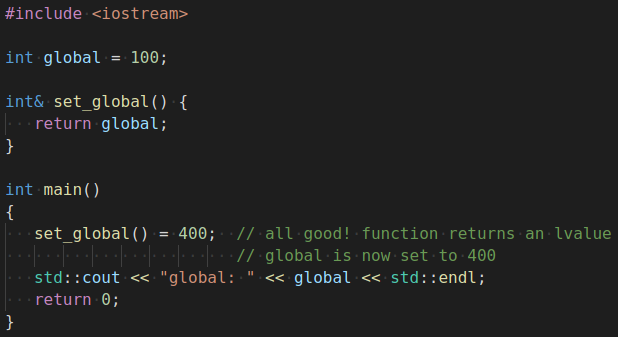 #include <iostream>
int global = 100;
int& set_global() {
return global;
}
int main()
{
set_global() = 400;  // all good! function returns an lvalue
// global is now set to 400
std::cout << "global: " << global << std::endl;
return 0;
}